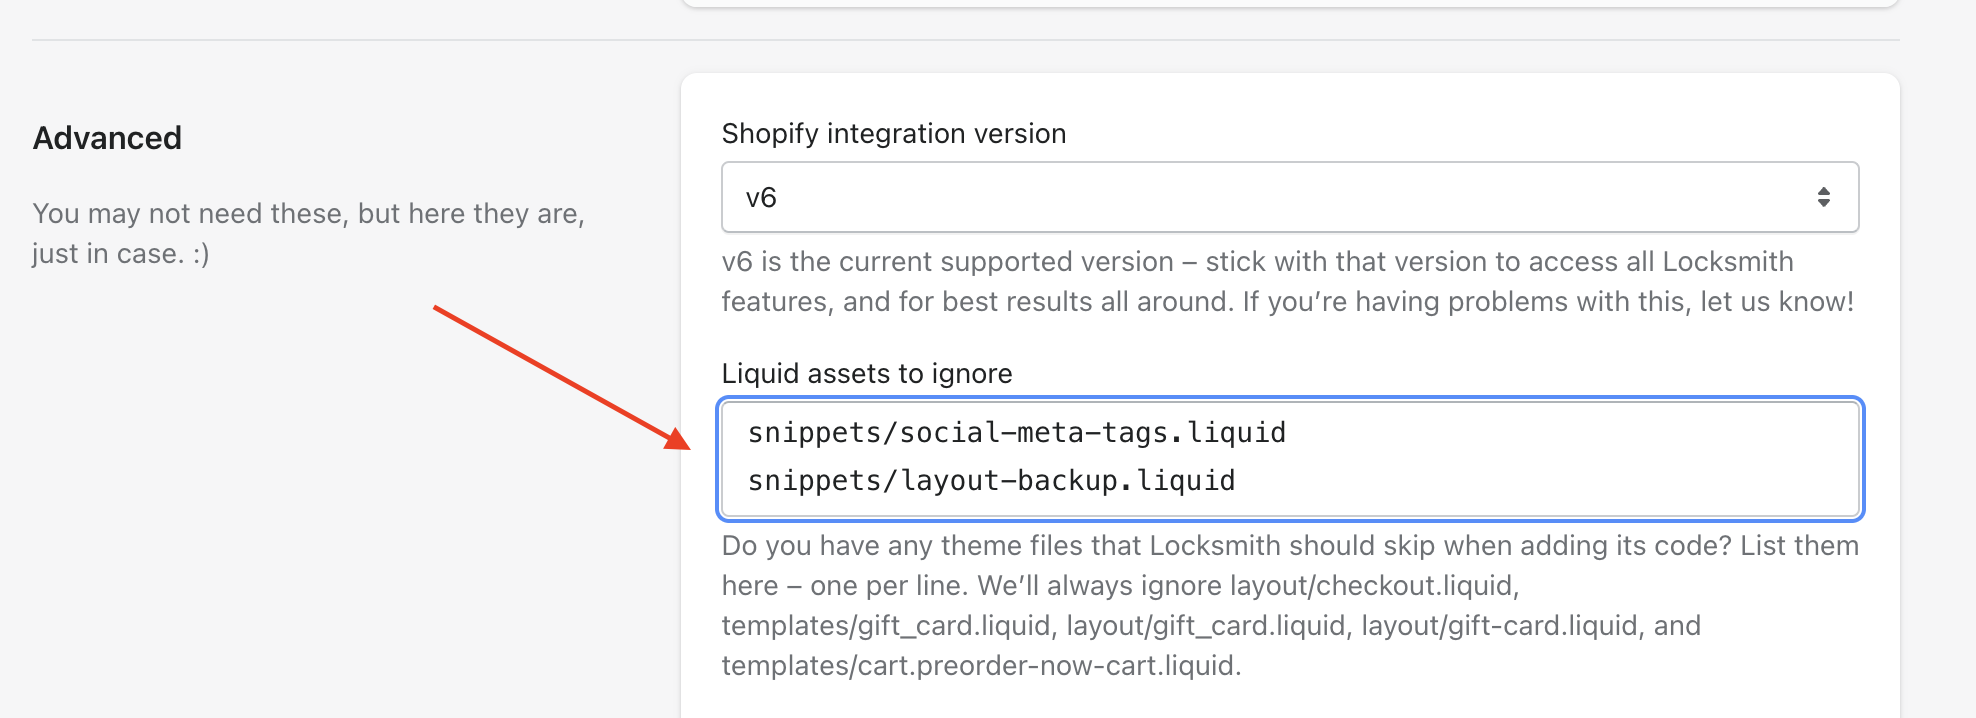 Advanced
You may not need these, but here they are,
just in case. :)
Shopify integration version
v6
v6 is the current supported version – stick with that version to access all Locksmith
features, and for best results all around. If you’re having problems with this, let us know!
Liquid assets to ignore
snippets/social-meta-tags.liquid
snippets/layout-backup.liquid
Do you have any theme files that Locksmith should skip when adding its code? List them
here – one per line. We’ll always ignore layout/checkout.liquid,
templates/gift_card.liquid, layout/gift_card.liquid, layout/gift-card.liquid, and
templates/cart.preorder-now-cart.liquid.